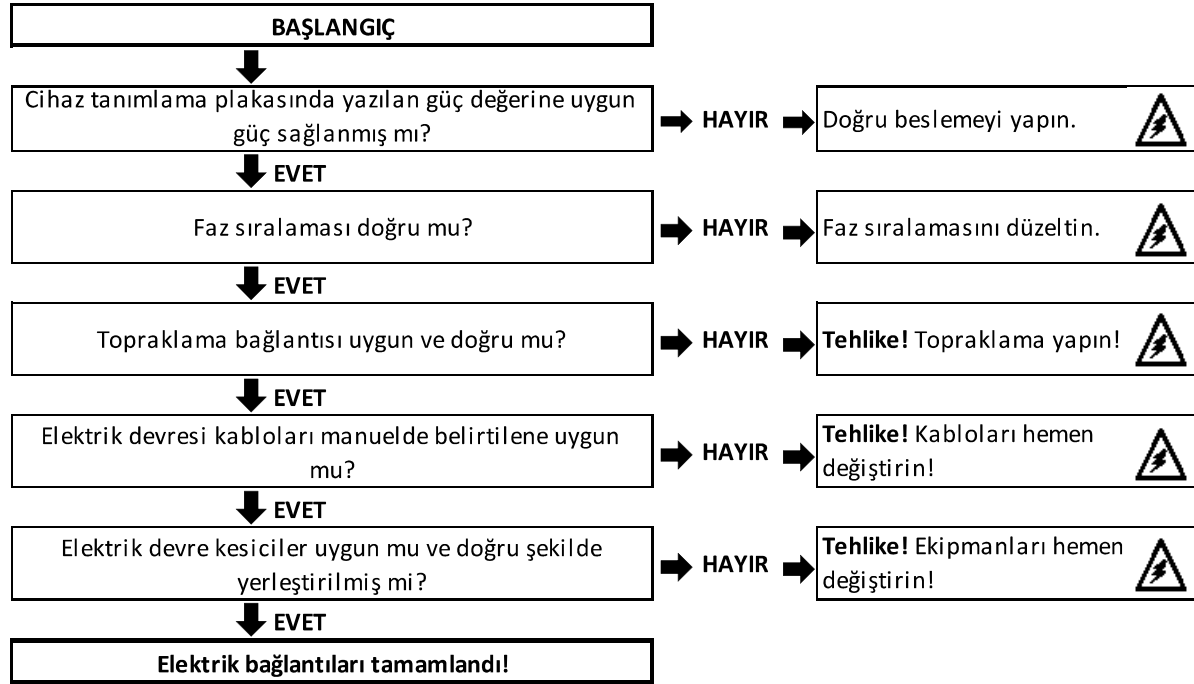 BAŞLANGIÇ
Cihaz tanımlama plakasında yazılan güç değerine uygun
güç sağlanmış mı?
HAYIR
Doğru beslemeyi yapın.
EVET
Faz sıralaması doğru mu?
HAYIR
Faz sıralamasını düzeltin.
EVET
Topraklama bağlantısı uygun ve doğru mu?
HAYIR
Tehlike! Topraklama yapın!
EVET
Elektrik devresi kabloları manuelde belirtilene uygun
mu?
HAYIR
Tehlike! Kabloları hemen
değiştirin!
EVET
Elektrik devre kesiciler uygun mu ve doğru şekilde
yerleştirilmiş mi?
HAYIR
Tehlike! Ekipmanları hemen
değiştirin!
EVET
Elektrik bağlantıları tamamlandı!